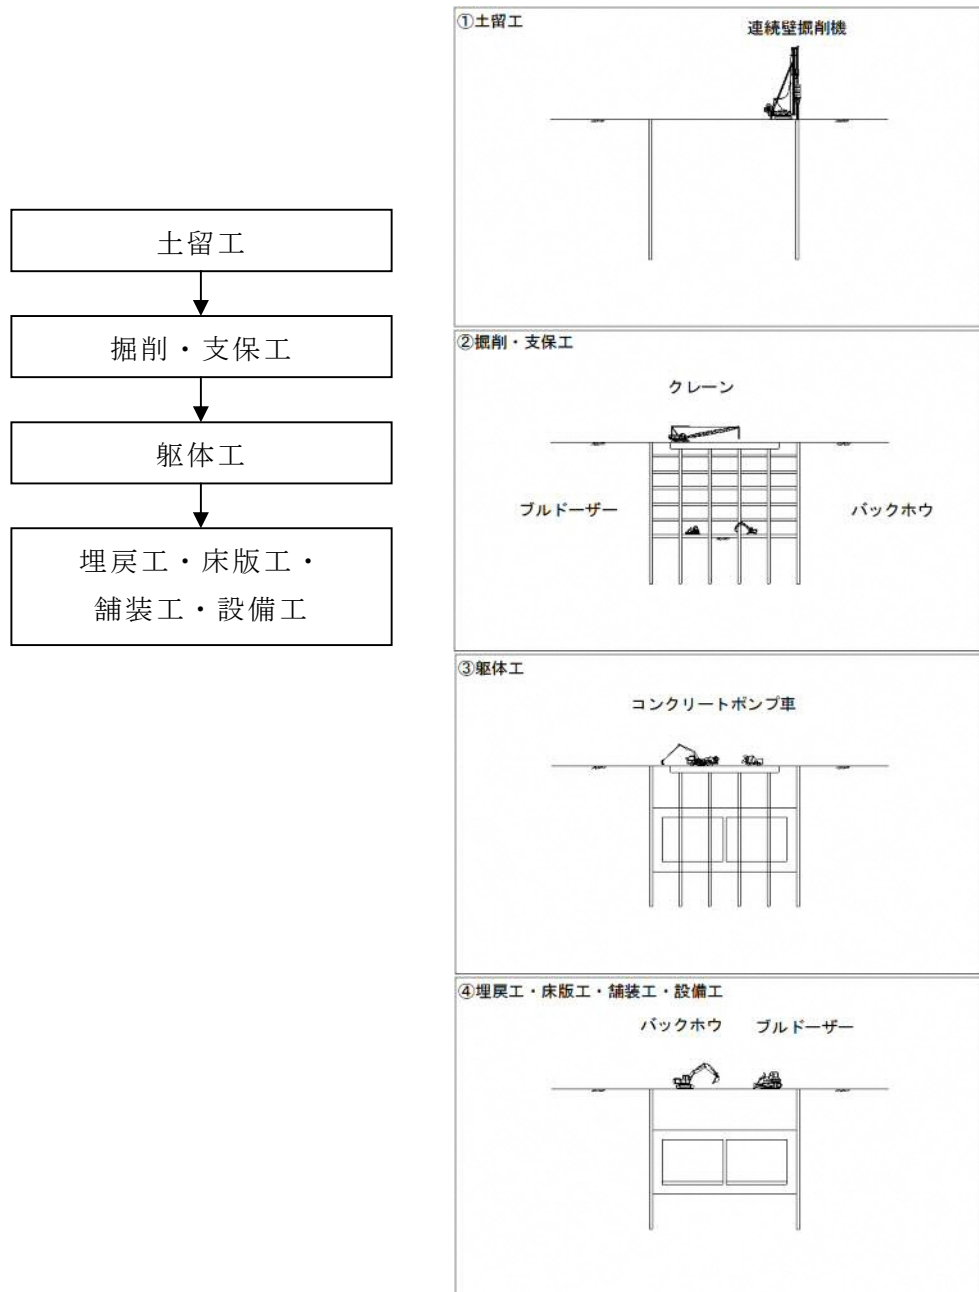 土留工
掘削・支保工
躯体工
埋戻工・床版工・
舗装工・設備工
①土留工
連続壁掘削機
②掘削・支保工
クレーン
ブルドーザー
バックホウ
③躯体工
コンクリートポンプ車
④埋戻工・床版工・舗装工・設備工
バックホウ
ブルドーザー